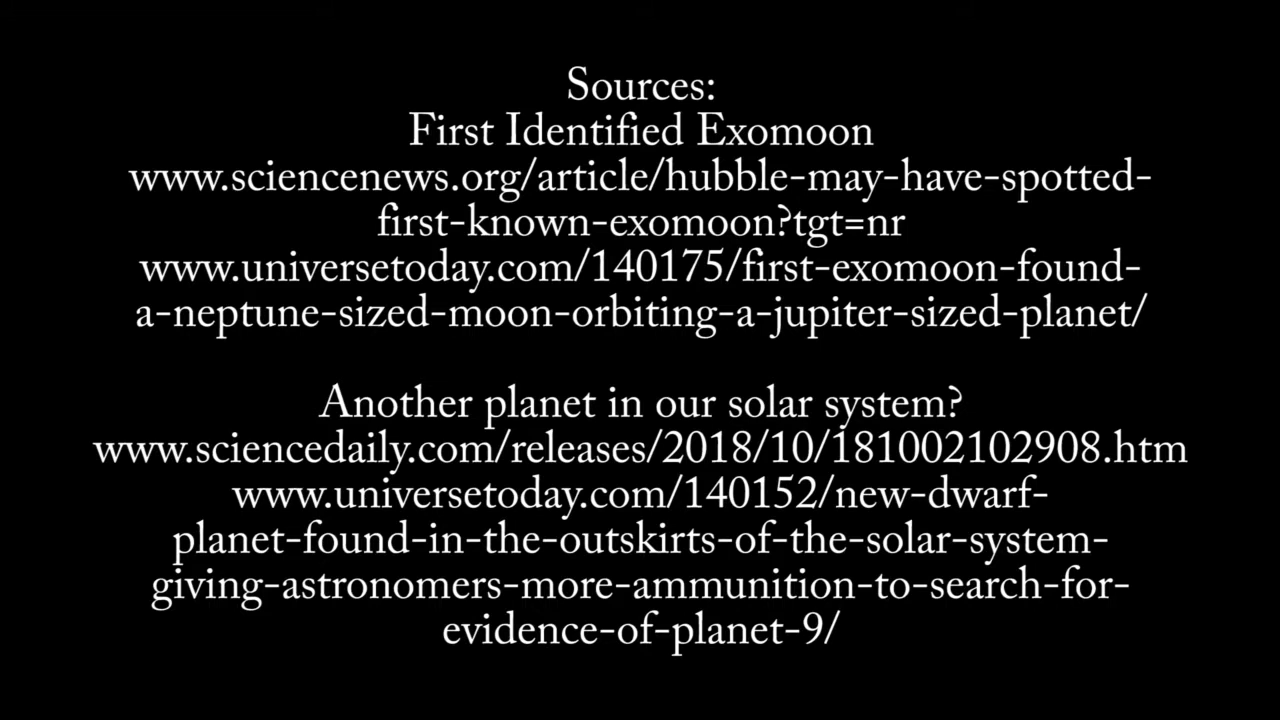 Sources:
First Identified Exomoon
www.sciencenews.org/article/hubble-may-have-spotted-
first-known-exomoon?tgt=nr
www.universetoday.com/140175/first-exomoon-found-
a-neptune-sized-moon-orbiting-a-jupiter-sized-planet/
Another planet in our solar system?
www.sciencedaily.com/releases/2018/10/181002102908.htm
www.universetoday.com/140152/new-dwarf-
planet-found-in-the-outskirts-of-the-solar-system-
giving-astronomers-more-ammunition-to-search-for-
evidence-of-planet-9/